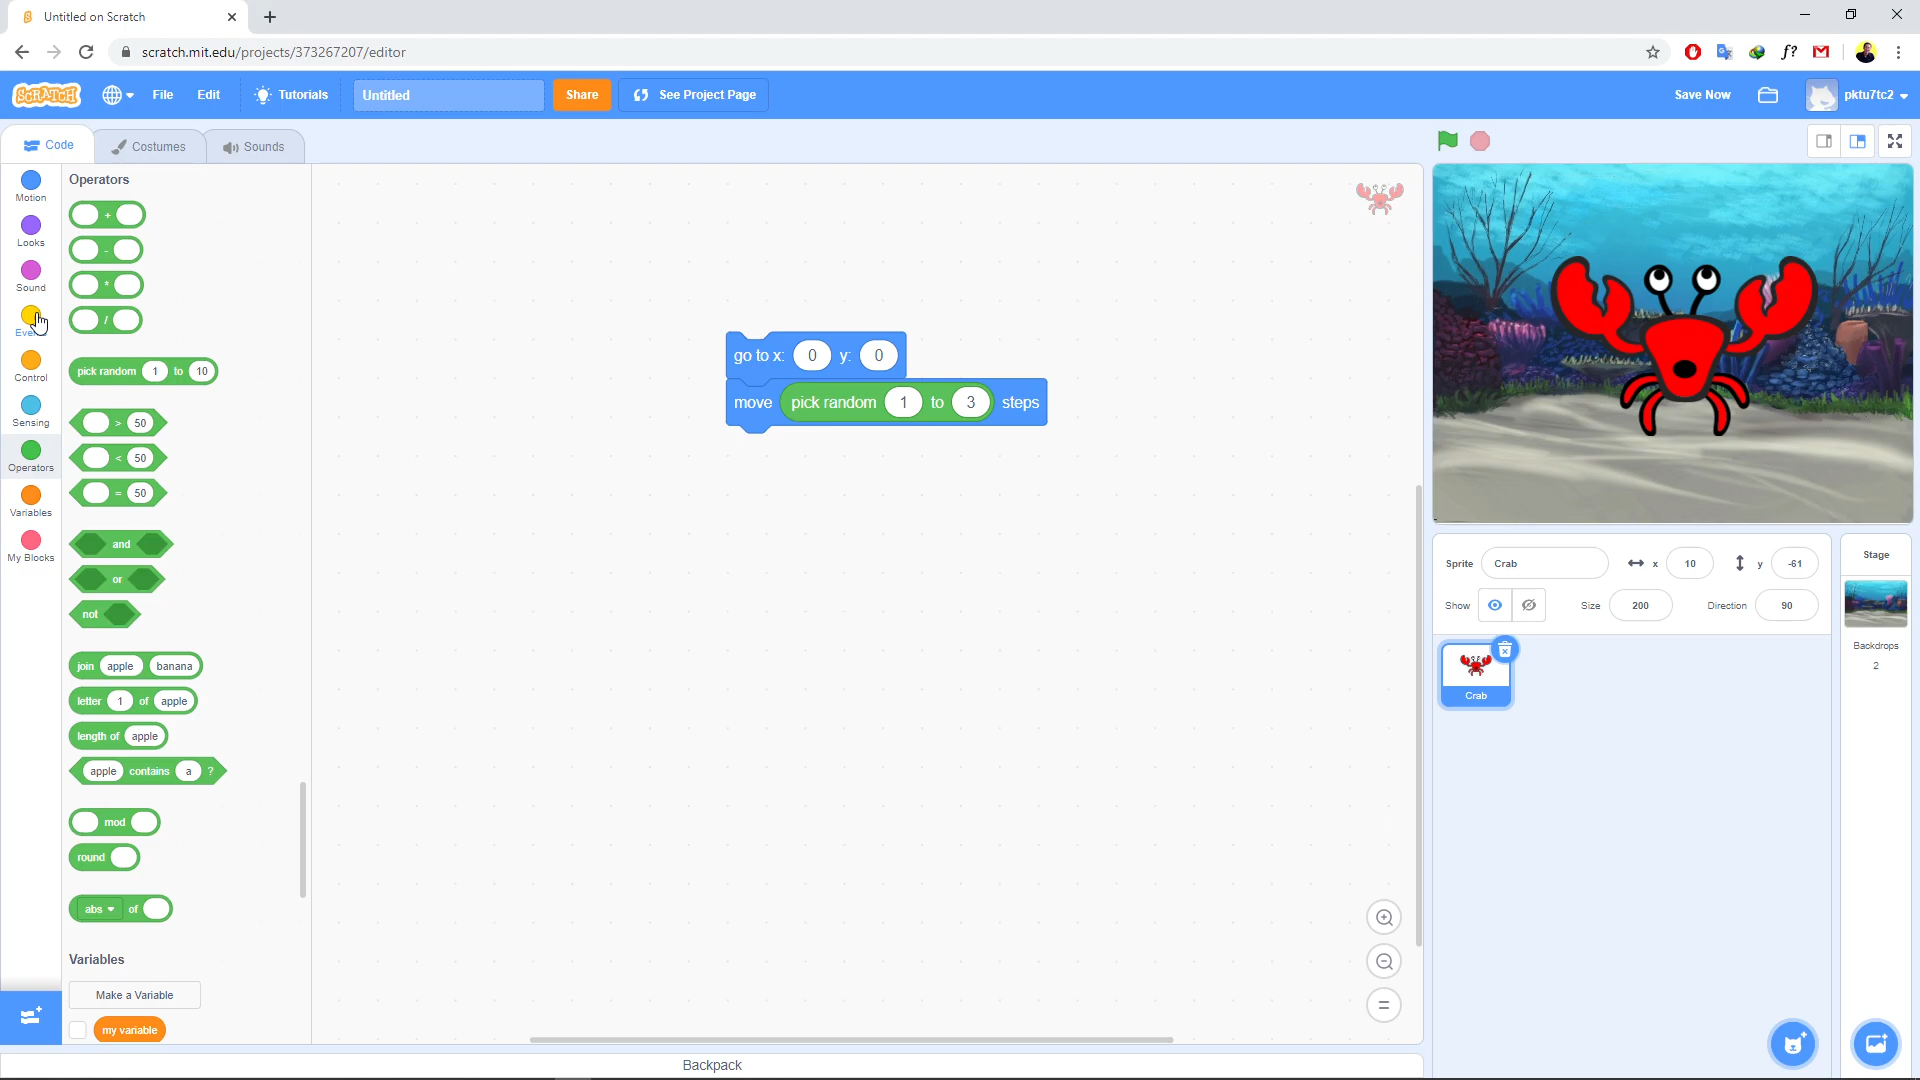 Untitled on Scratch
scratch.mit.edu/projects/373267207/editor
f?
SCRATCH
File
Edit
Tutorials
Untitled
Share
See Project Page
Save Now
pktu7tc2
Code
Costumes
Sounds
Motion
Looks
Sound
Control
Sensing
Operators
Variables
My Blocks
Operators
+
-
*
/
pick random 1 to 10
> 50
< 50
= 50
and
or
not
join apple banana
letter 1 of apple
length of apple
apple contains a ?
mod
round
abs of
Variables
Make a Variable
my variable
go to x: 0 y: 0
move pick random 1 to 3 steps
Backpack
Sprite Crab x 10 y -61
Show Size 200 Direction 90
Crab
Stage
Backdrops
2